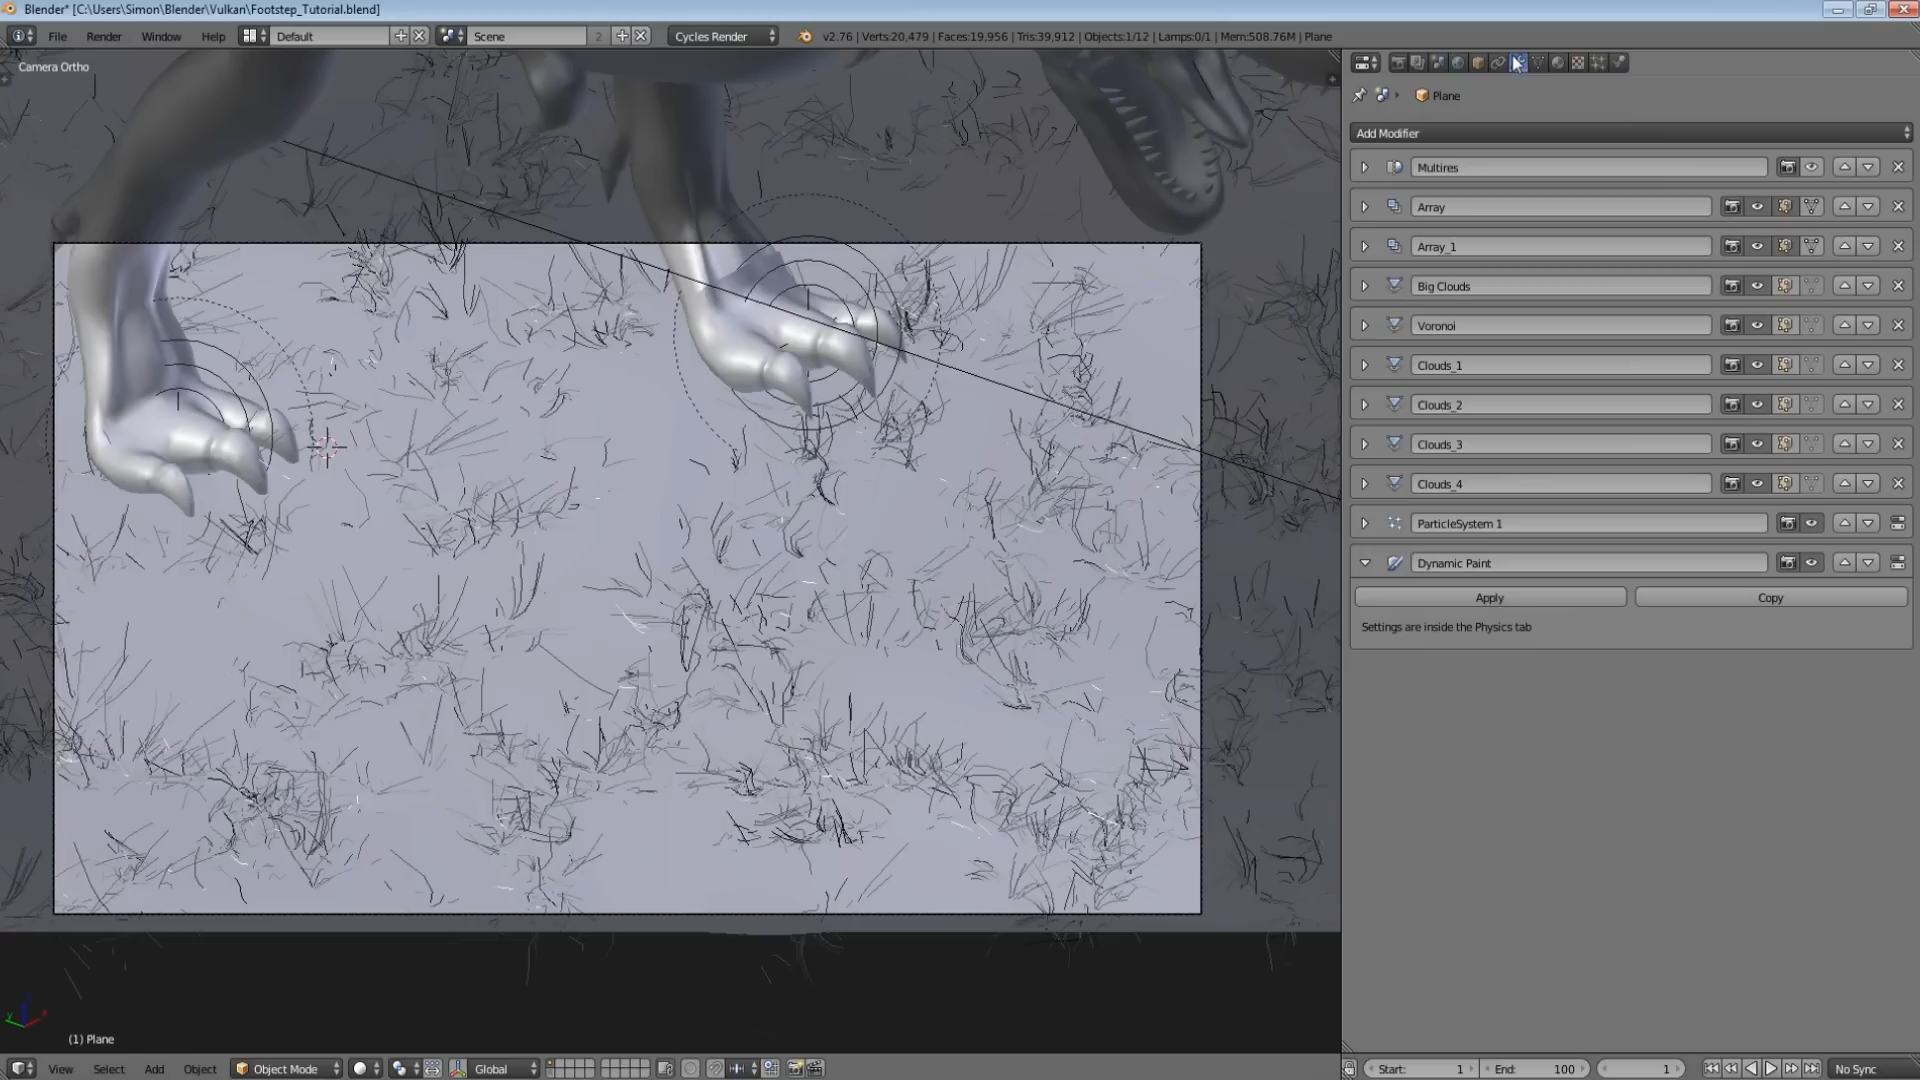 Blender* [C:\Users\Simon\Blender\Vulkan\Footstep_Tutorial.blend]
File Render Window Help Default Scene 2 Cycles Render v2.76 | Verts:20,479 | Faces:19,956 | Tris:39,912 | Objects:1/12 | Lamps:0/1 | Mem:508.76M | Plane
Camera Ortho
Plane
Add Modifier
Multires
Array
Array_1
Big Clouds
Voronoi
Clouds_1
Clouds_2
Clouds_3
Clouds_4
ParticleSystem 1
Dynamic Paint
Apply Copy
Settings are inside the Physics tab
(1) Plane
View Select Add Object Object Mode Global Start: 1 End: 100 1 No Sync